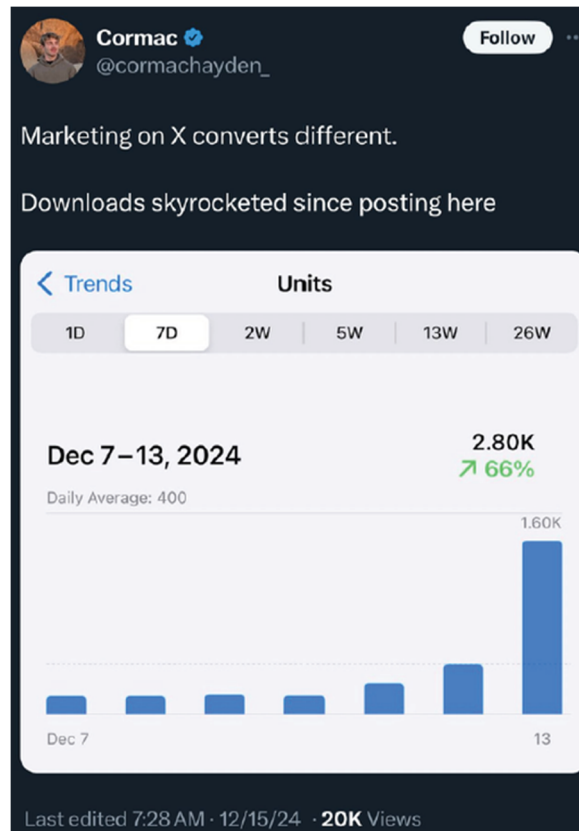 Cormac
Follow
@cormachayden_
Marketing on X converts different.
Downloads skyrocketed since posting here
Trends
Units
1D 7D 2W 5W 13W 26W
Dec 7–13, 2024
2.80K
66%
Daily Average: 400
1.60K
Dec 7
13
Last edited 7:28 AM · 12/15/24 · 20K Views